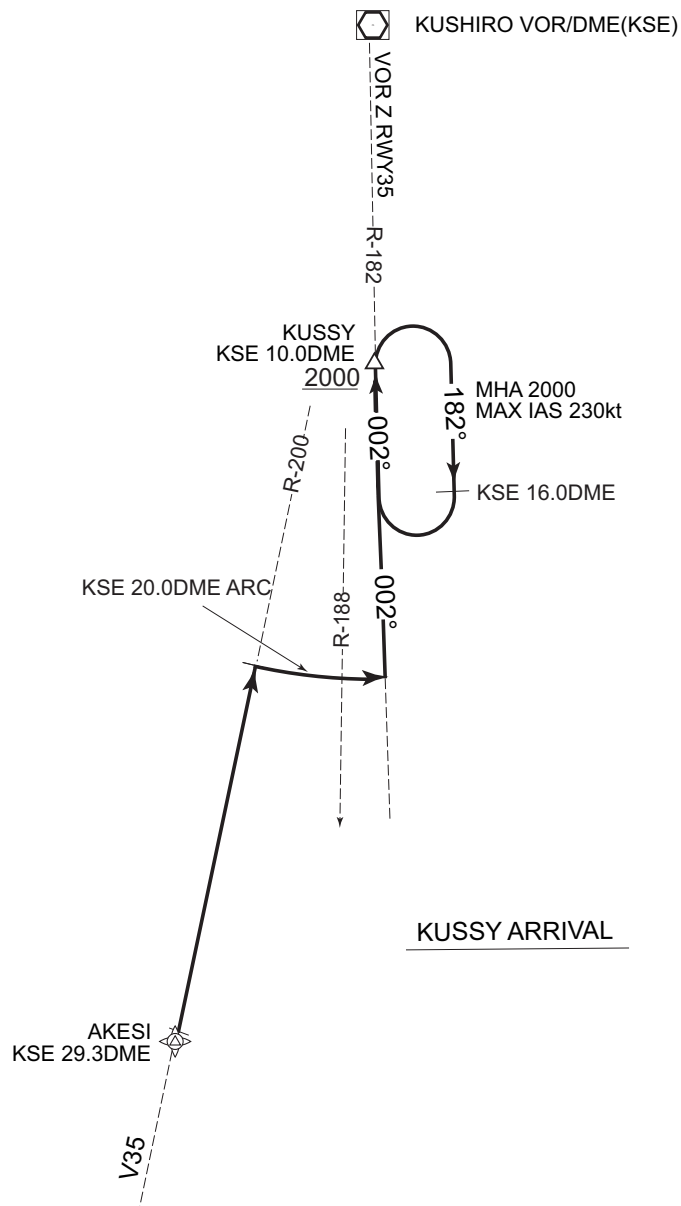 KUSHIRO VOR/DME(KSE)
VOR Z RWY35
R-182
KUSSY
KSE 10.0DME
2000
MHA 2000
MAX IAS 230kt
182°
002°
R-200
KSE 16.0DME
KSE 20.0DME ARC
R-188
002°
KUSSY ARRIVAL
AKESI
KSE 29.3DME
V35